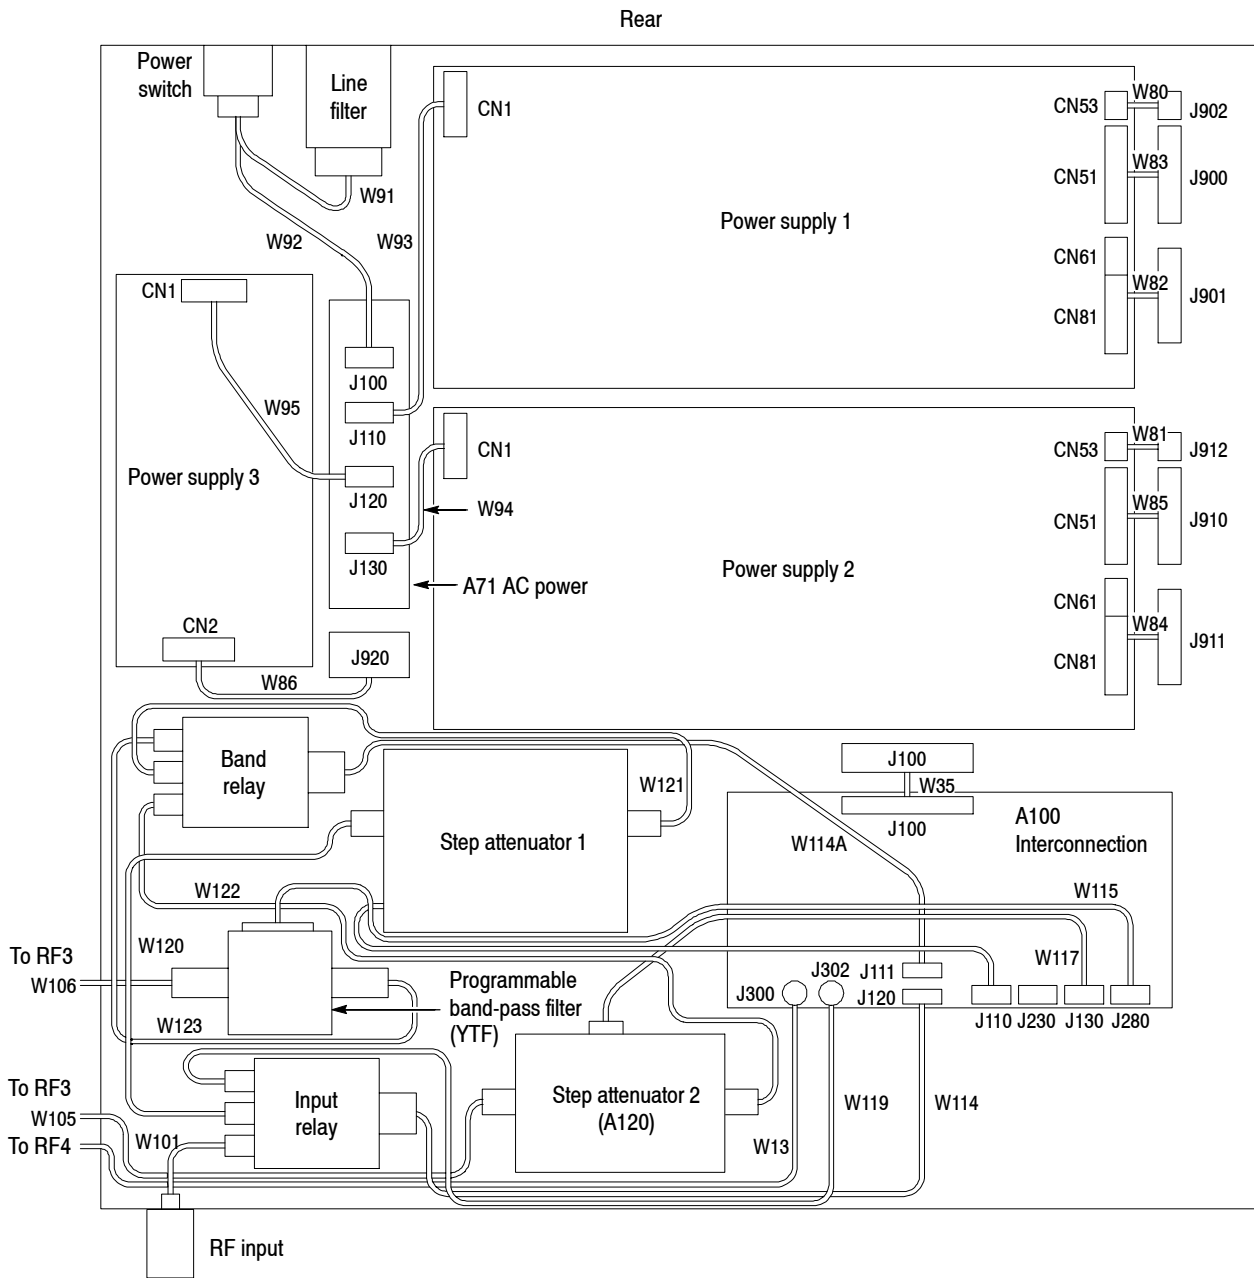 Rear
Power
switch
Line
filter
CN1
CN53
W80
J902
W83
CN51
J900
W91
W92
W93
Power supply 1
CN61
W82
J901
CN81
CN1
J100
W95
J110
CN1
CN53
W81
J912
Power supply 3
J120
W94
CN51
W85
J910
J130
A71 AC power
Power supply 2
CN61
W84
J911
CN81
CN2
J920
W86
Band
relay
W121
J100
W35
J100
A100
Interconnection
Step attenuator 1
W114A
W122
W115
W120
To RF3
W106
W117
J302
J111
J300
J120
Programmable
band-pass filter
(YTF)
W123
J110
J230
J130
J280
To RF3
W105
To RF4
W101
Input
relay
Step attenuator 2
(A120)
W13
W119
W114
RF input